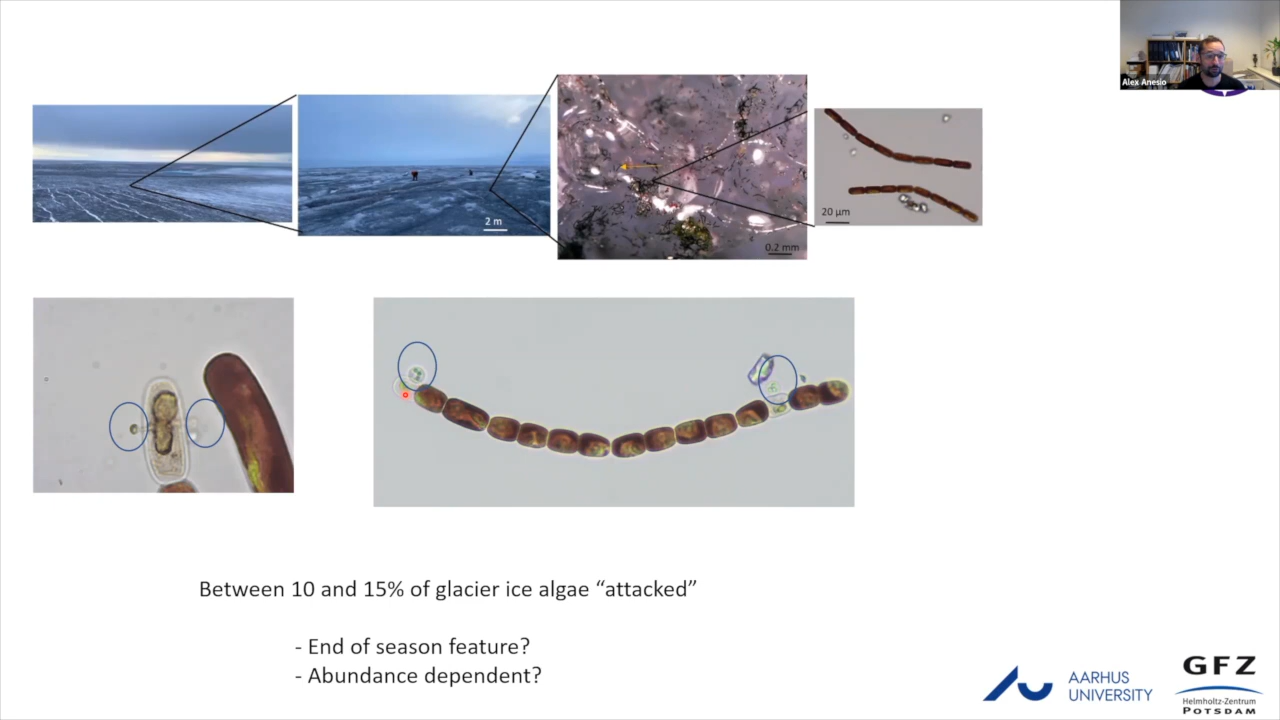 Alex Anesio
2 m
0.2 mm
20 µm
Between 10 and 15% of glacier ice algae “attacked”
- End of season feature?
- Abundance dependent?
AARHUS
UNIVERSITY
GFZ
Helmholtz-Zentrum
POTSDAM